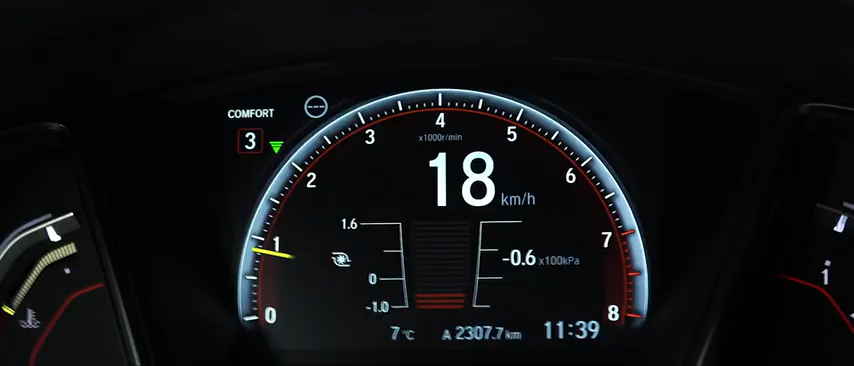 COMFORT
---
3
4
3
5
x1000r/min
2
18 km/h
6
1
7
1.6
-0.6 x100kPa
0
-1.0
0
8
7 °C
A 2307.7 km
11:39
1